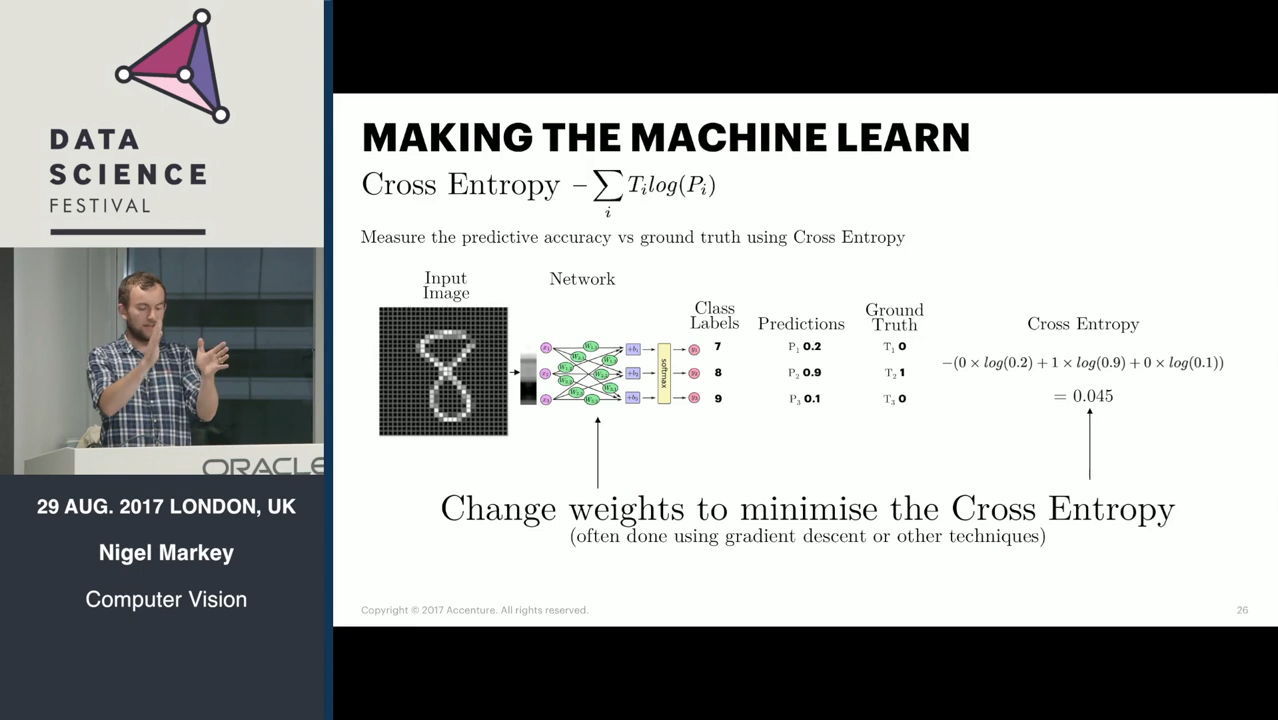 DATA
SCIENCE
FESTIVAL
ORACLE
29 AUG. 2017 LONDON, UK
Nigel Markey
Computer Vision
MAKING THE MACHINE LEARN
Cross Entropy −∑ᵢ Tᵢlog(Pᵢ)
Measure the predictive accuracy vs ground truth using Cross Entropy
Input
Image
Network
softmax
Class
Labels
7
8
9
Predictions
P₁ 0.2
P₂ 0.9
P₃ 0.1
Ground
Truth
T₁ 0
T₂ 1
T₃ 0
Cross Entropy
−(0 × log(0.2) + 1 × log(0.9) + 0 × log(0.1))
= 0.045
Change weights to minimise the Cross Entropy
(often done using gradient descent or other techniques)
Copyright © 2017 Accenture. All rights reserved.
26